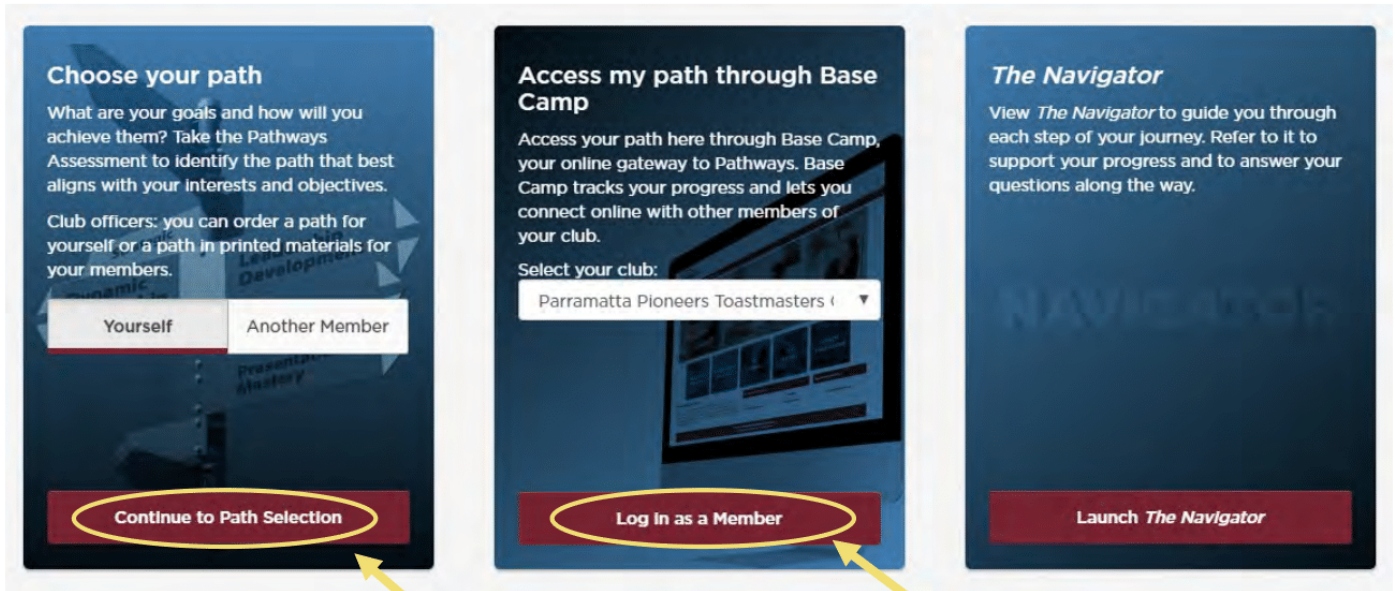 Choose your path
What are your goals and how will you
achieve them? Take the Pathways
Assessment to identify the path that best
aligns with your interests and objectives.
Club officers: you can order a path for
yourself or a path in printed materials for
your members.
Leadership
Development
Dynamic
Yourself
Another Member
Presentation
Mastery
Continue to Path Selection
Access my path through Base
Camp
Access your path here through Base Camp,
your online gateway to Pathways. Base
Camp tracks your progress and lets you
connect online with other members of
your club.
Select your club:
Parramatta Pioneers Toastmasters (
Log in as a Member
The Navigator
View The Navigator to guide you through
each step of your journey. Refer to it to
support your progress and to answer your
questions along the way.
NAVIGATOR
Launch The Navigator